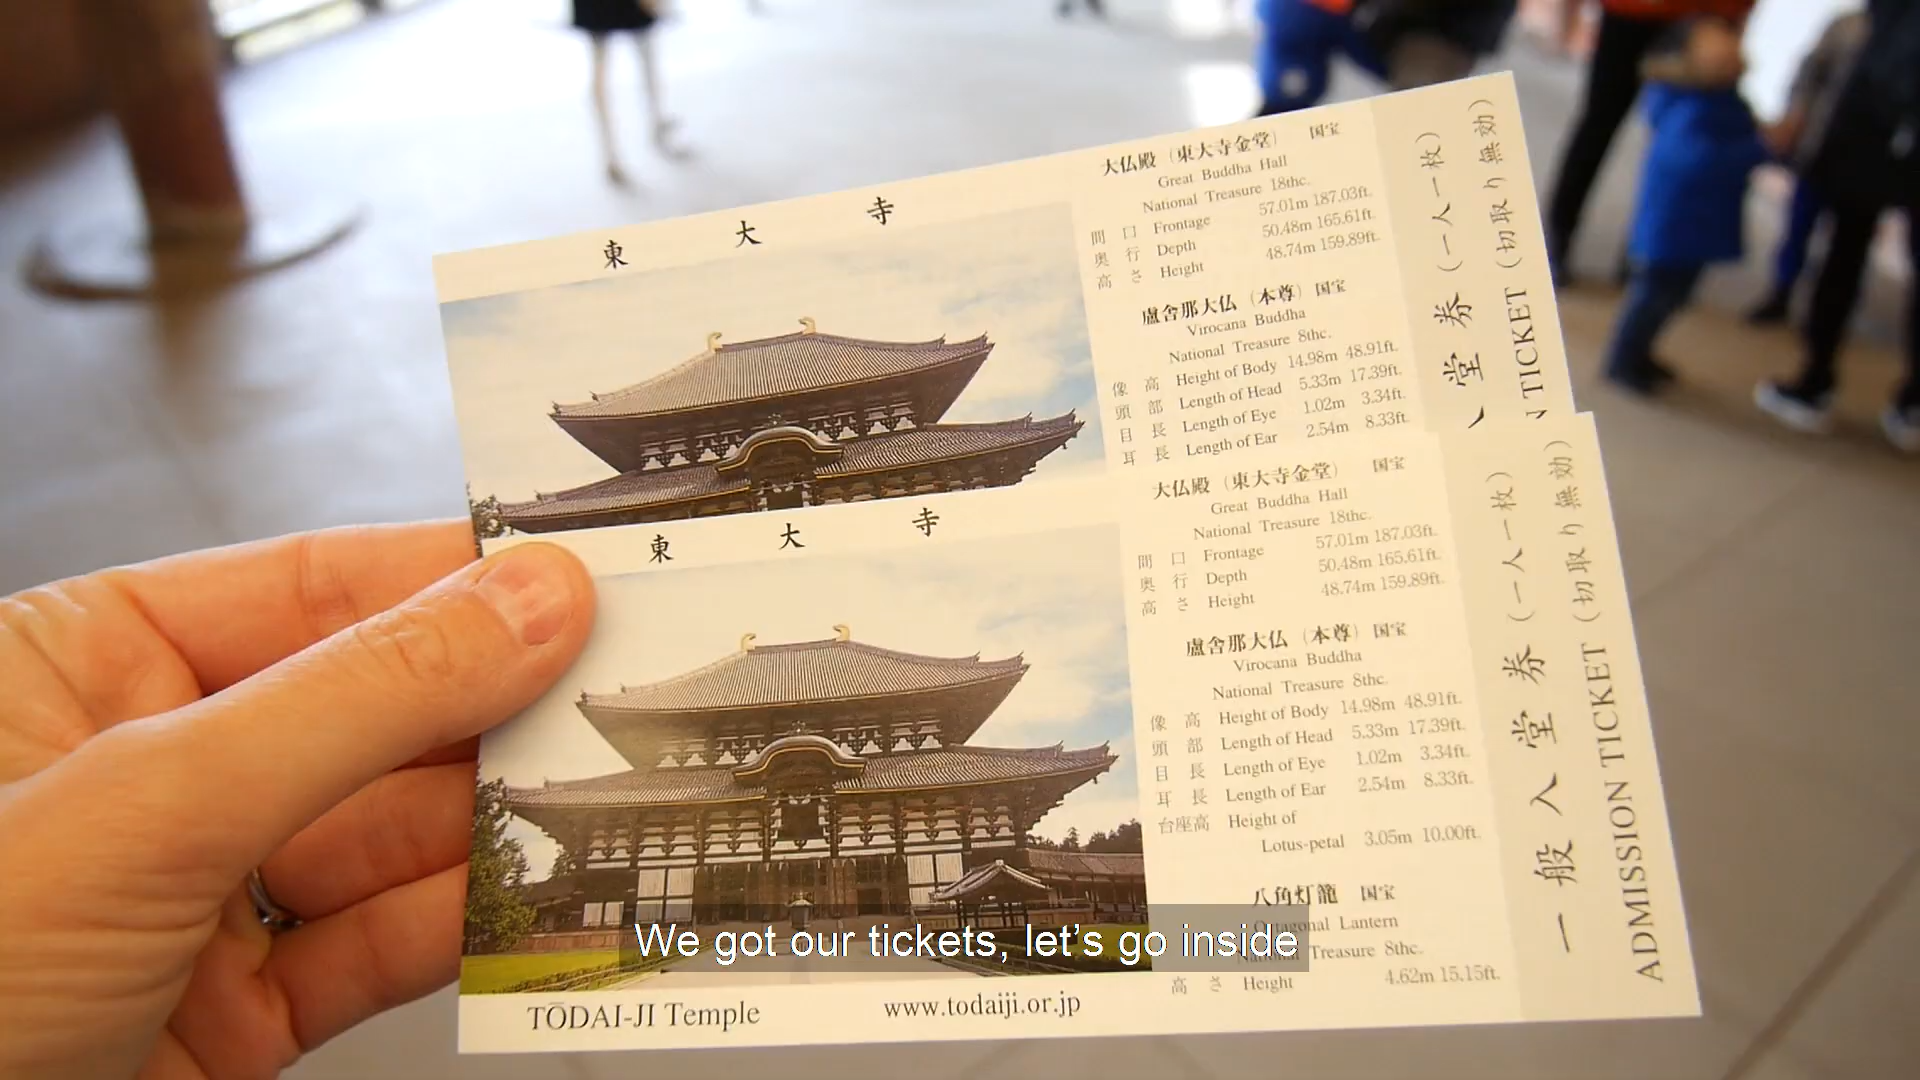 東 大 寺
大仏殿（東大寺金堂） 国宝
Great Buddha Hall
National Treasure 18thc.
間 口 Frontage 57.01m 187.03ft.
奥 行 Depth 50.48m 165.61ft.
高 さ Height 48.74m 159.89ft.
盧舎那大仏（本尊）国宝
Virocana Buddha
National Treasure 8thc.
像 高 Height of Body 14.98m 48.91ft.
頭 部 Length of Head 5.33m 17.39ft.
目 長 Length of Eye 1.02m 3.34ft.
耳 長 Length of Ear 2.54m 8.33ft.
堂 券（一人一枚）
TICKET（切取り無効）
東 大 寺
大仏殿（東大寺金堂） 国宝
Great Buddha Hall
National Treasure 18thc.
間 口 Frontage 57.01m 187.03ft.
奥 行 Depth 50.48m 165.61ft.
高 さ Height 48.74m 159.89ft.
盧舎那大仏（本尊）国宝
Virocana Buddha
National Treasure 8thc.
像 高 Height of Body 14.98m 48.91ft.
頭 部 Length of Head 5.33m 17.39ft.
目 長 Length of Eye 1.02m 3.34ft.
耳 長 Length of Ear 2.54m 8.33ft.
台座高 Height of
Lotus-petal 3.05m 10.00ft.
八角灯籠 国宝
Octagonal Lantern
National Treasure 8thc.
高 さ Height 4.62m 15.15ft.
一 般 入 堂 券（一人一枚）
ADMISSION TICKET（切取り無効）
We got our tickets, let’s go inside
TŌDAI-JI Temple www.todaiji.or.jp